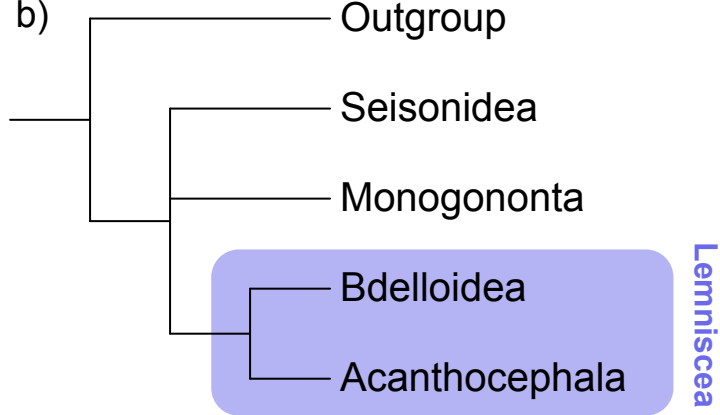 b)
Outgroup
Seisonidea
Monogononta
Bdelloidea
Acanthocephala
Lemniscea